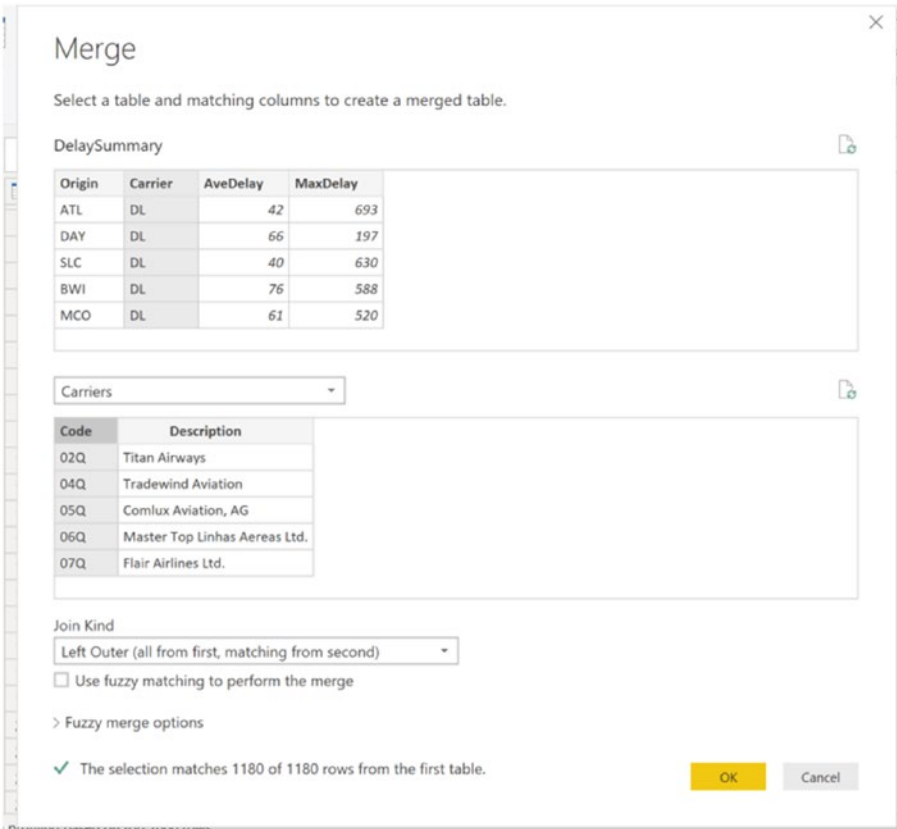 Merge
Select a table and matching columns to create a merged table.
DelaySummary
Origin Carrier AveDelay MaxDelay
ATL DL 42 693
DAY DL 66 197
SLC DL 40 630
BWI DL 76 588
MCO DL 61 520
Carriers
Code Description
02Q Titan Airways
04Q Tradewind Aviation
05Q Comlux Aviation, AG
06Q Master Top Linhas Aereas Ltd.
07Q Flair Airlines Ltd.
Join Kind
Left Outer (all from first, matching from second)
Use fuzzy matching to perform the merge
Fuzzy merge options
The selection matches 1180 of 1180 rows from the first table.
OK Cancel